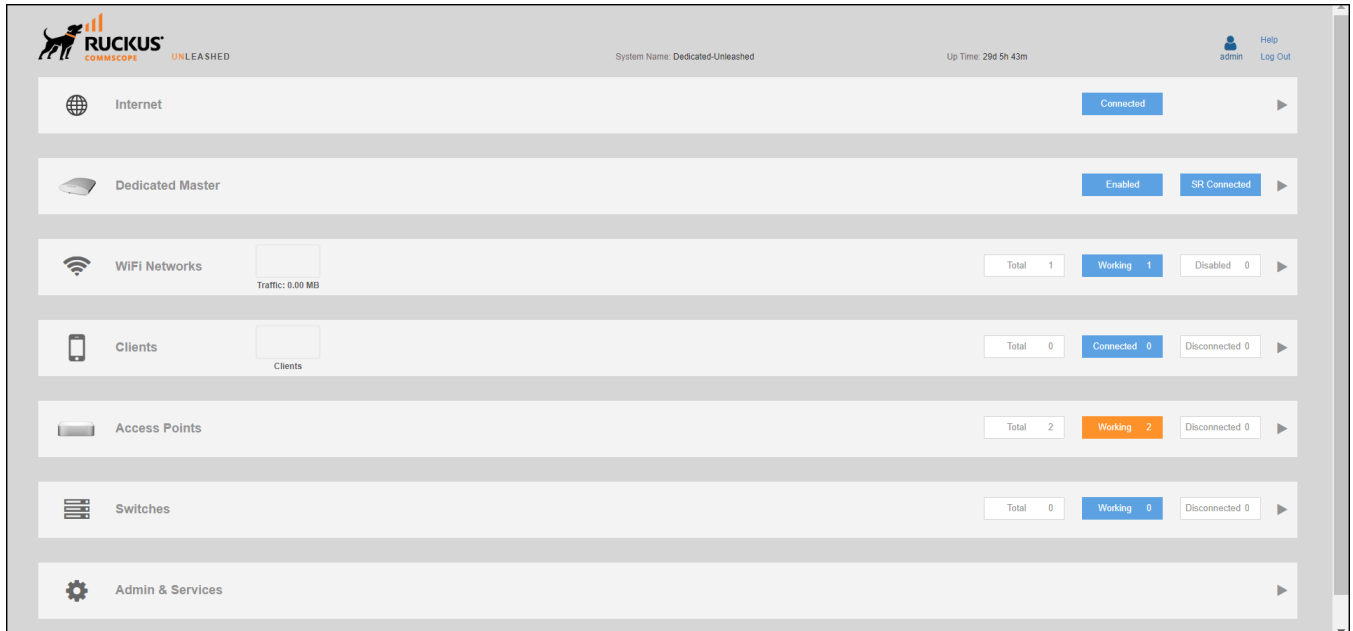 RUCKUS
COMMSCOPE
UNLEASHED
System Name: Dedicated-Unleashed
Up Time: 29d 5h 43m
admin
Help
Log Out
Internet
Connected
Dedicated Master
Enabled
SR Connected
WiFi Networks
Traffic: 0.00 MB
Total 1
Working 1
Disabled 0
Clients
Clients
Total 0
Connected 0
Disconnected 0
Access Points
Total 2
Working 2
Disconnected 0
Switches
Total 0
Working 0
Disconnected 0
Admin & Services